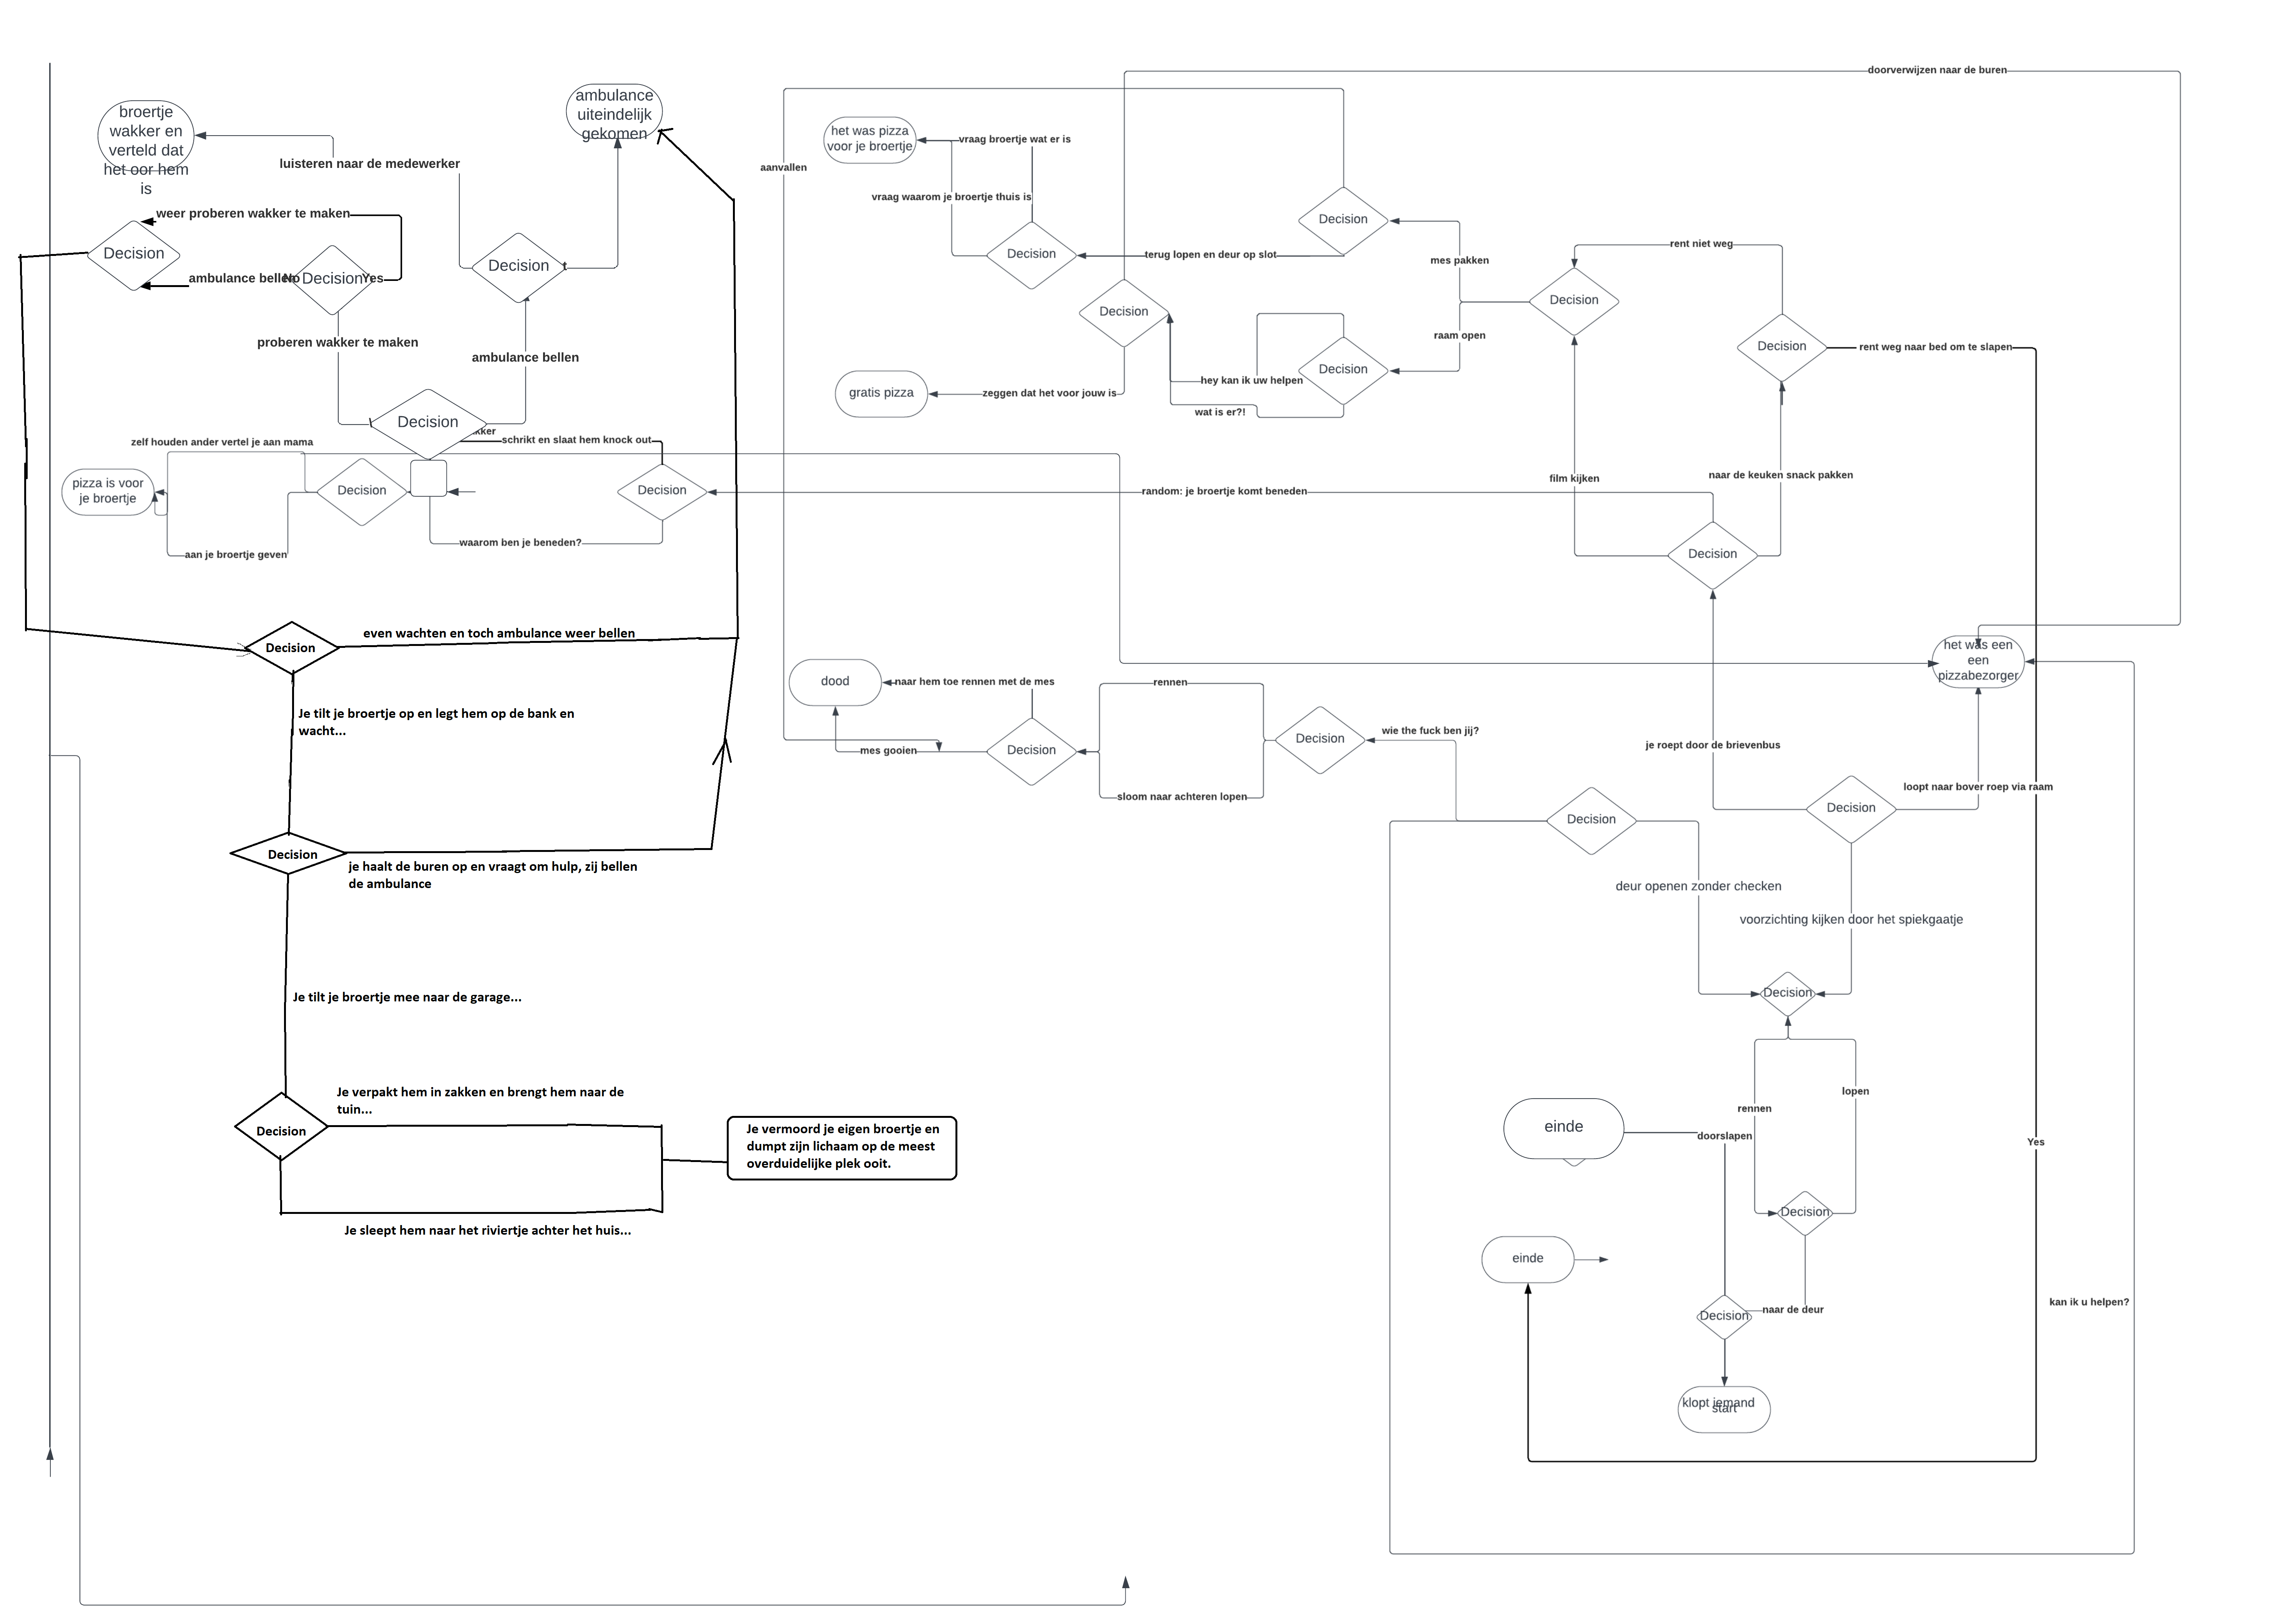 doorverwijzen naar de buren
ambulance
uiteindelijk
gekomen
broertje
wakker en
verteld dat
het oor hem
is
luisteren naar de medewerker
weer proberen wakker te maken
Decision
ambulance bellen
No
Decision
Yes
Decision
proberen wakker te maken
ambulance bellen
Decision
schrikt en slaat hem knock out
zelf houden ander vertel je aan mama
pizza is voor
je broertje
Decision
Decision
waarom ben je beneden?
aan je broertje geven
random: je broertje komt beneden
aanvallen
het was pizza
voor je broertje
vraag broertje wat er is
vraag waarom je broertje thuis is
Decision
terug lopen en deur op slot
Decision
mes pakken
rent niet weg
Decision
Decision
raam open
Decision
rent weg naar bed om te slapen
Decision
hey kan ik uw helpen
wat is er?!
gratis pizza
zeggen dat het voor jouw is
film kijken
naar de keuken snack pakken
Decision
Decision
even wachten en toch ambulance weer bellen
Je tilt je broertje op en legt hem op de bank en
wacht...
Decision
je haalt de buren op en vraagt om hulp, zij bellen
de ambulance
Je tilt je broertje mee naar de garage...
Je verpakt hem in zakken en brengt hem naar de
tuin...
Decision
Je vermoord je eigen broertje en
dumpt zijn lichaam op de meest
overduidelijke plek ooit.
Je sleept hem naar het riviertje achter het huis...
het was een
een
pizzabezorger
dood
naar hem toe rennen met de mes
mes gooien
Decision
rennen
sloom naar achteren lopen
Decision
wie the fuck ben jij?
je roept door de brievenbus
loopt naar bover roep via raam
Decision
Decision
deur openen zonder checken
voorzichting kijken door het spiekgaatje
Decision
lopen
rennen
einde
doorslapen
Yes
Decision
einde
kan ik u helpen?
Decision
naar de deur
klopt iemand
start